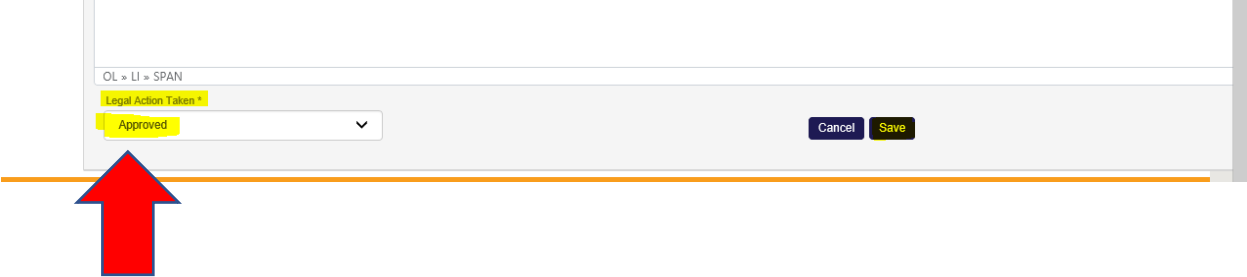 OL » LI » SPAN
Legal Action Taken *
Approved
Cancel Save